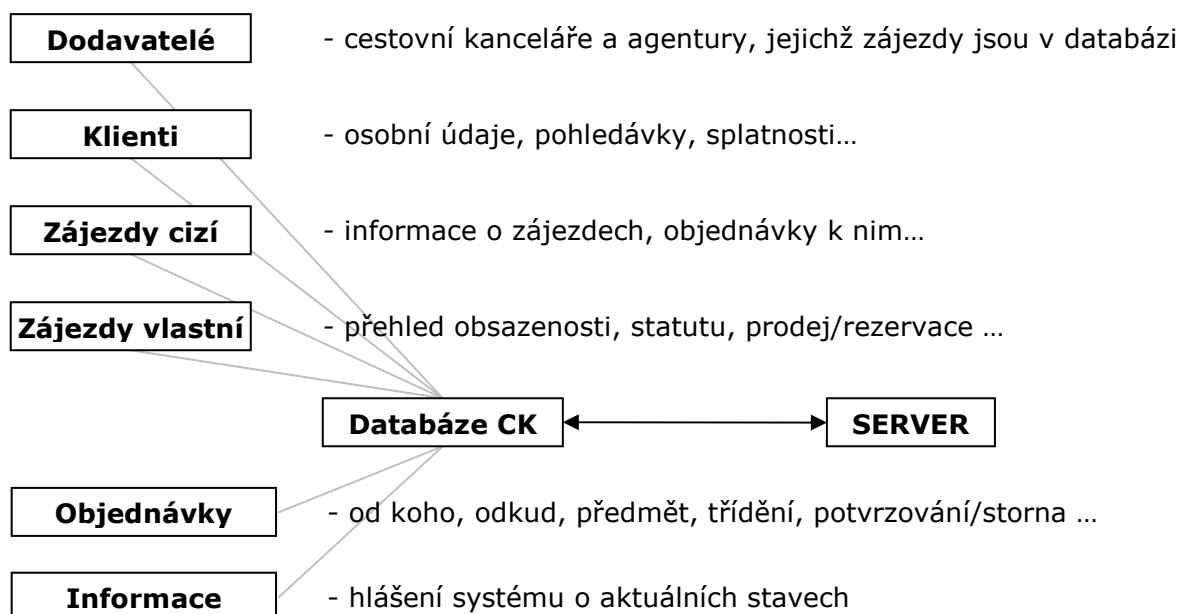 Dodavatelé - cestovní kanceláře a agentury, jejichž zájezdy jsou v databázi
Klienti - osobní údaje, pohledávky, splatnosti…
Zájezdy cizí - informace o zájezdech, objednávky k nim…
Zájezdy vlastní - přehled obsazenosti, statutu, prodej/rezervace …
Databáze CK SERVER
Objednávky - od koho, odkud, předmět, třídění, potvrzování/storna …
Informace - hlášení systému o aktuálních stavech